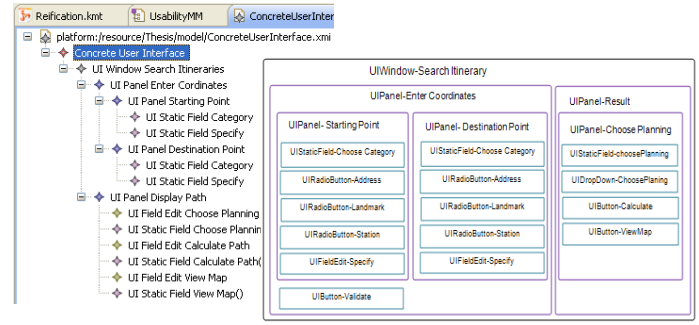 Reification.kmt
UsabilityMM
ConcreteUserInter
platform:/resource/Thesis/model/ConcreteUserInterface.xmi
Concrete User Interface
UI Window Search Itineraries
UI Panel Enter Cordinates
UI Panel Starting Point
UI Static Field Category
UI Static Field Specify
UI Panel Destination Point
UI Static Field Category
UI Static Field Specify
UI Panel Display Path
UI Field Edit Choose Planning
UI Static Field Choose Plannin
UI Field Edit Calculate Path
UI Static Field Calculate Path(
UI Field Edit View Map
UI Static Field View Map()
UIWindow-Search Itinerary
UIPanel-Enter Coordinates
UIPanel- Starting Point
UIStaticField-Choose Category
UIRadioButton-Address
UIRadioButton-Landmark
UIRadioButton-Station
UIFieldEdit-Specify
UIPanel- Destination Point
UIStaticField-Choose Category
UIRadioButton-Address
UIRadioButton-Landmark
UIRadioButton-Station
UIFieldEdit-Specify
UIButton-Validate
UIPanel-Result
UIPanel-Choose Planning
UIStaticField-choosePlanning
UIDropDown-ChoosePlaning
UIButton-Calculate
UIButton-ViewMap